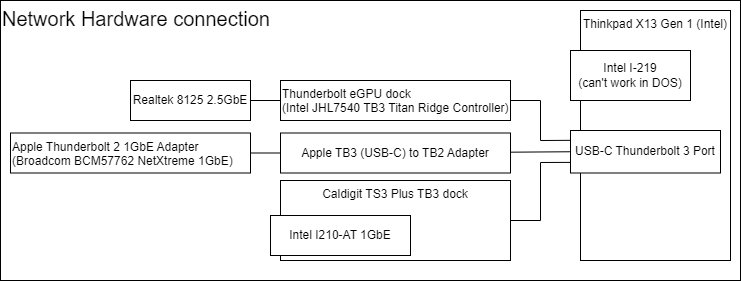 Network Hardware connection
Thinkpad X13 Gen 1 (Intel)
Intel I-219
(can't work in DOS)
Realtek 8125 2.5GbE
Thunderbolt eGPU dock
(Intel JHL7540 TB3 Titan Ridge Controller)
Apple Thunderbolt 2 1GbE Adapter
(Broadcom BCM57762 NetXtreme 1GbE)
Apple TB3 (USB-C) to TB2 Adapter
USB-C Thunderbolt 3 Port
Caldigit TS3 Plus TB3 dock
Intel I210-AT 1GbE